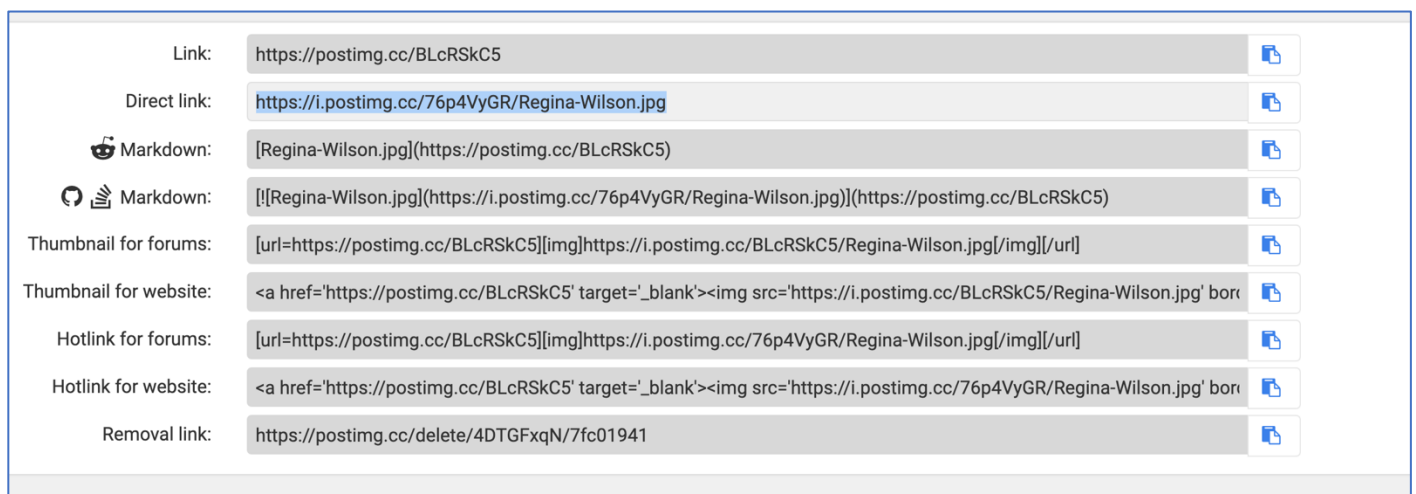 Link: https://postimg.cc/BLcRSkC5
Direct link: https://i.postimg.cc/76p4VyGR/Regina-Wilson.jpg
Markdown: [Regina-Wilson.jpg](https://postimg.cc/BLcRSkC5)
Markdown: [![Regina-Wilson.jpg](https://i.postimg.cc/76p4VyGR/Regina-Wilson.jpg)](https://postimg.cc/BLcRSkC5)
Thumbnail for forums: [url=https://postimg.cc/BLcRSkC5][img]https://i.postimg.cc/BLcRSkC5/Regina-Wilson.jpg[/img][/url]
Thumbnail for website: <a href='https://postimg.cc/BLcRSkC5' target='_blank'><img src='https://i.postimg.cc/BLcRSkC5/Regina-Wilson.jpg' bord
Hotlink for forums: [url=https://postimg.cc/BLcRSkC5][img]https://i.postimg.cc/76p4VyGR/Regina-Wilson.jpg[/img][/url]
Hotlink for website: <a href='https://postimg.cc/BLcRSkC5' target='_blank'><img src='https://i.postimg.cc/76p4VyGR/Regina-Wilson.jpg' bord
Removal link: https://postimg.cc/delete/4DTGFxqN/7fc01941